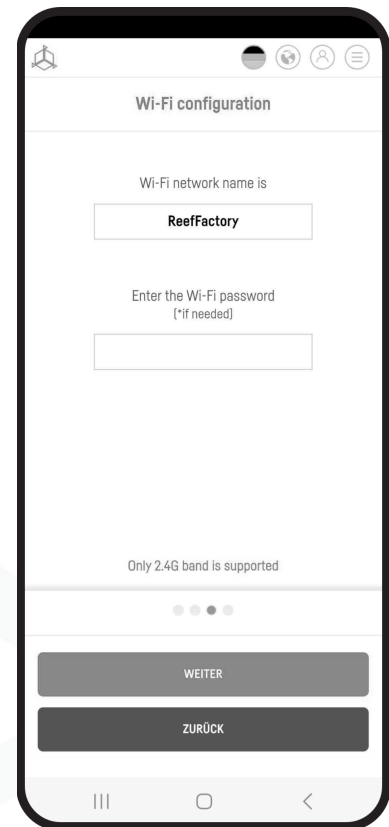 Wi-Fi configuration
Wi-Fi network name is
ReefFactory
Enter the Wi-Fi password
(*if needed)
Only 2.4G band is supported
WEITER
ZURÜCK